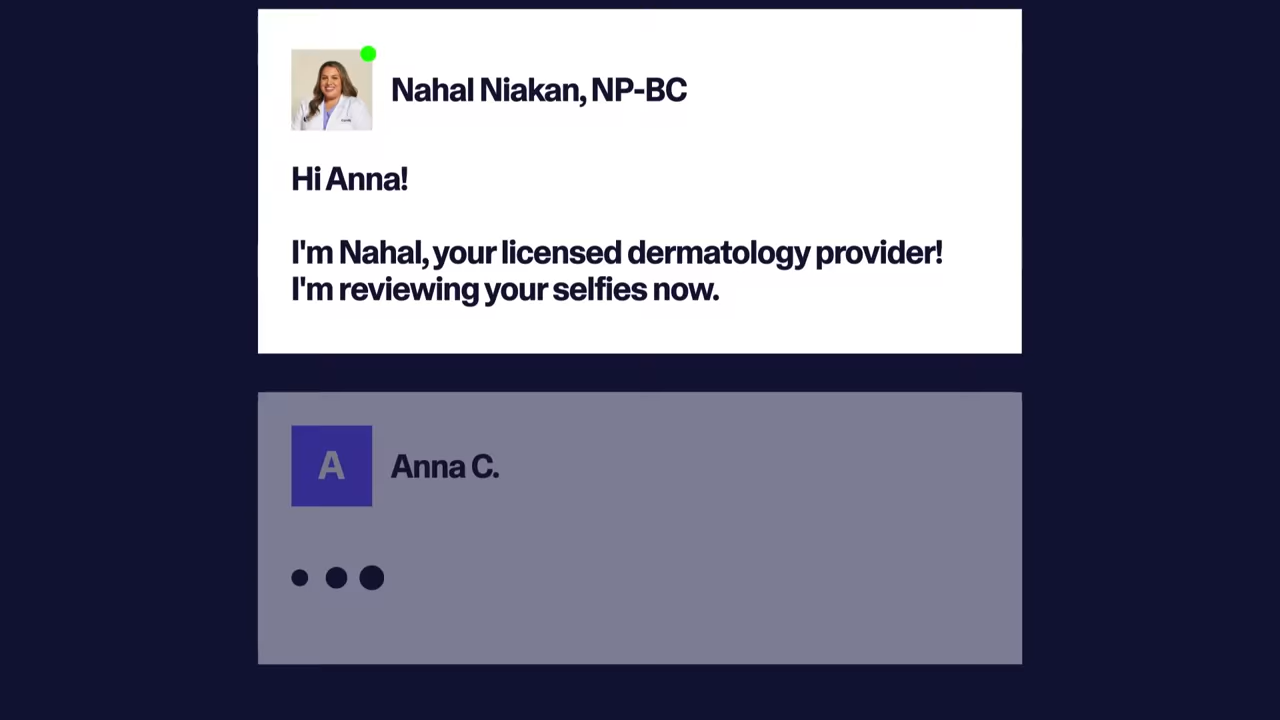 Nahal Niakan, NP-BC
Hi Anna!
I'm Nahal, your licensed dermatology provider!
I'm reviewing your selfies now.
A
Anna C.